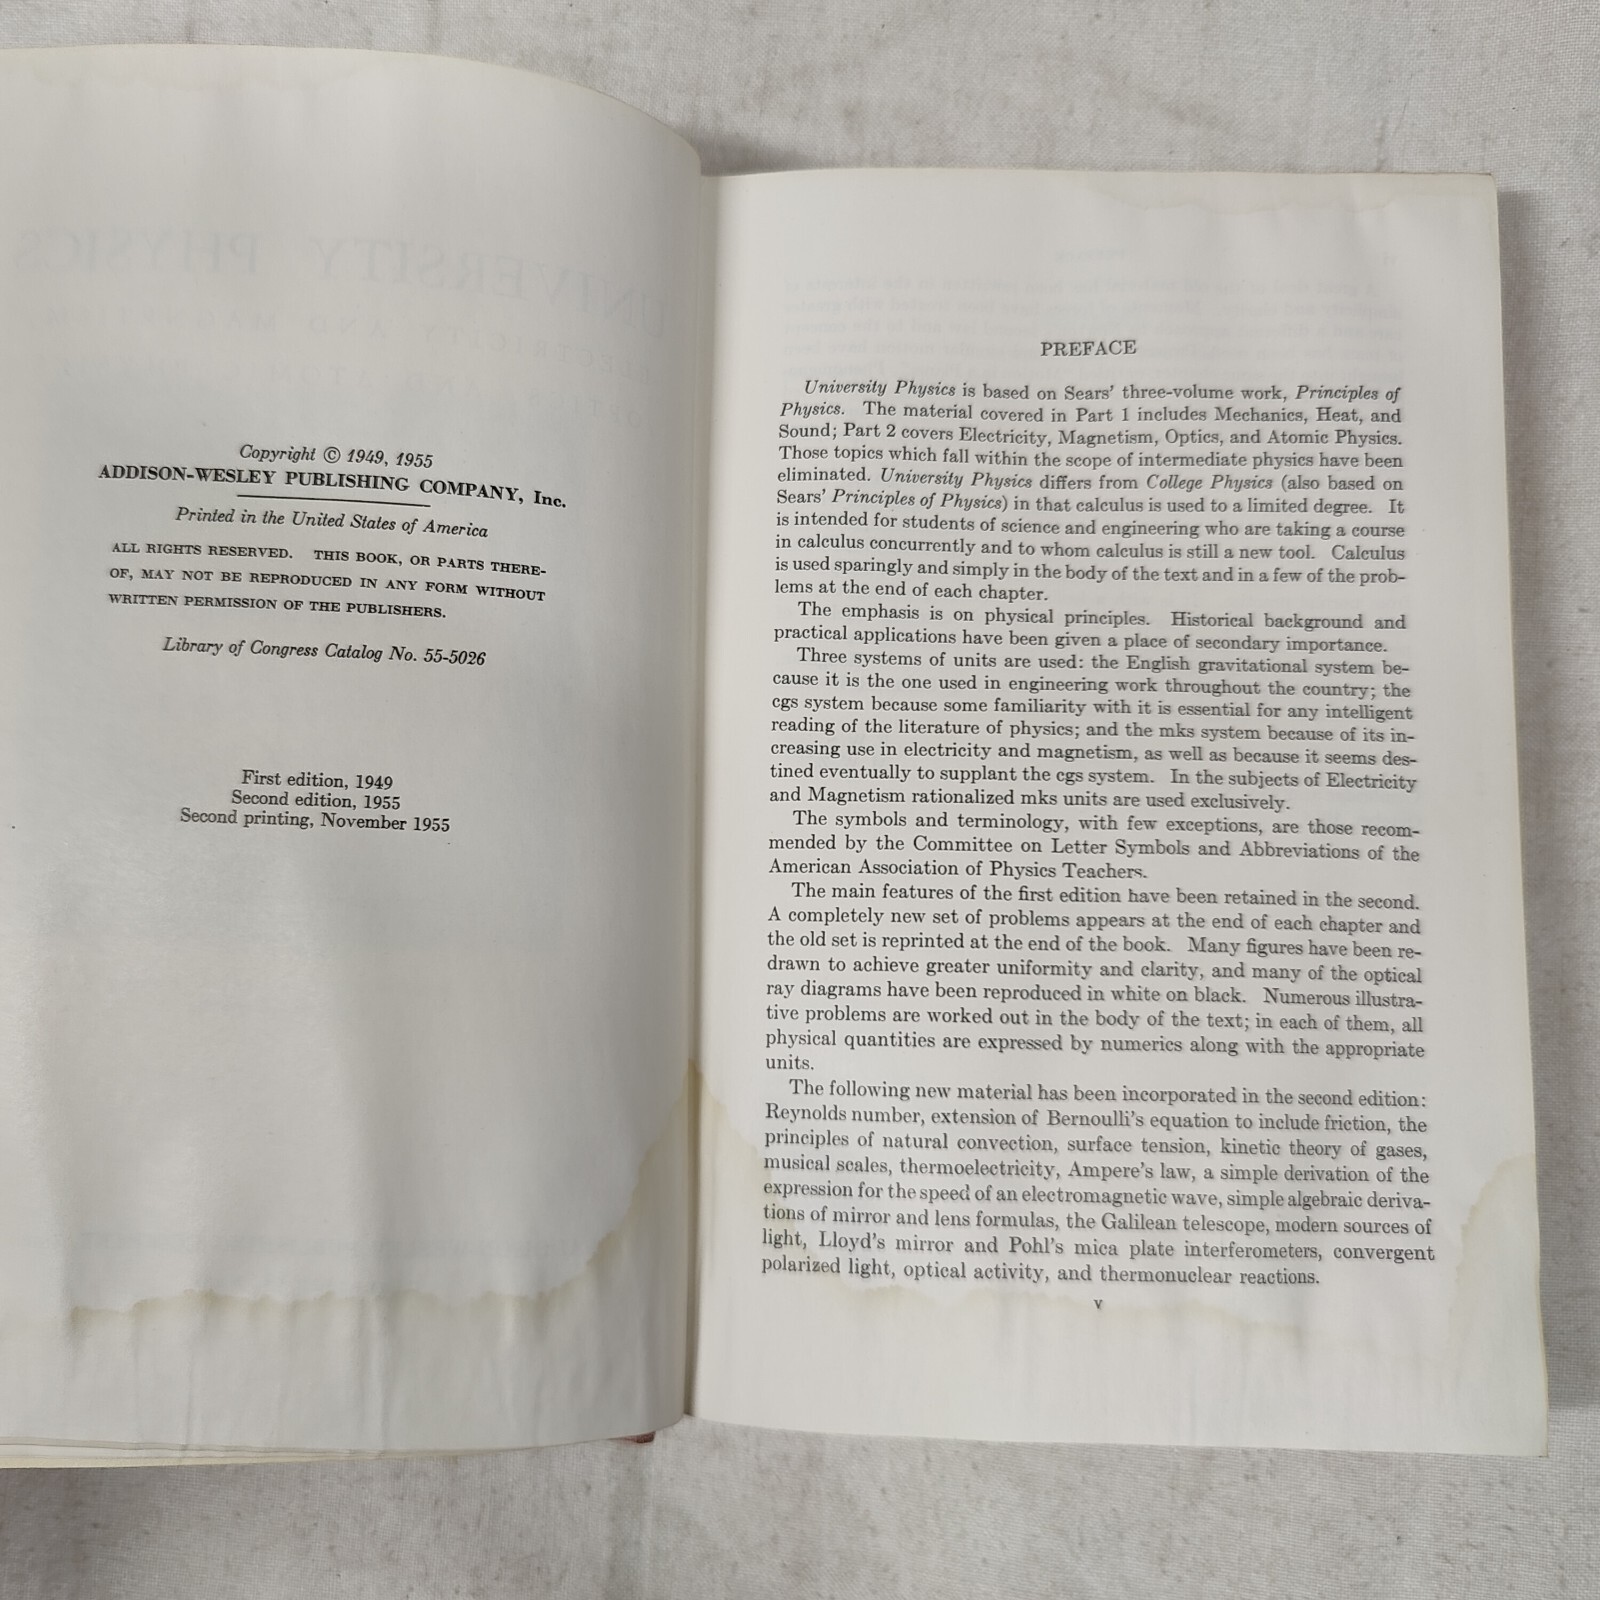 Copyright © 1949, 1955
ADDISON-WESLEY PUBLISHING COMPANY, Inc.
Printed in the United States of America
ALL RIGHTS RESERVED. THIS BOOK, OR PARTS THERE-
OF, MAY NOT BE REPRODUCED IN ANY FORM WITHOUT
WRITTEN PERMISSION OF THE PUBLISHERS.
Library of Congress Catalog No. 55-5026
First edition, 1949
Second edition, 1955
Second printing, November 1955
PREFACE
University Physics is based on Sears' three-volume work, Principles of
Physics. The material covered in Part 1 includes Mechanics, Heat, and
Sound; Part 2 covers Electricity, Magnetism, Optics, and Atomic Physics.
Those topics which fall within the scope of intermediate physics have been
eliminated. University Physics differs from College Physics (also based on
Sears' Principles of Physics) in that calculus is used to a limited degree. It
is intended for students of science and engineering who are taking a course
in calculus concurrently and to whom calculus is still a new tool. Calculus
is used sparingly and simply in the body of the text and in a few of the prob-
lems at the end of each chapter.
The emphasis is on physical principles. Historical background and
practical applications have been given a place of secondary importance.
Three systems of units are used: the English gravitational system be-
cause it is the one used in engineering work throughout the country; the
cgs system because some familiarity with it is essential for any intelligent
reading of the literature of physics; and the mks system because of its in-
creasing use in electricity and magnetism, as well as because it seems des-
tined eventually to supplant the cgs system. In the subjects of Electricity
and Magnetism rationalized mks units are used exclusively.
The symbols and terminology, with few exceptions, are those recom-
mended by the Committee on Letter Symbols and Abbreviations of the
American Association of Physics Teachers.
The main features of the first edition have been retained in the second.
A completely new set of problems appears at the end of each chapter and
the old set is reprinted at the end of the book. Many figures have been re-
drawn to achieve greater uniformity and clarity, and many of the optical
ray diagrams have been reproduced in white on black. Numerous illustra-
tive problems are worked out in the body of the text; in each of them, all
physical quantities are expressed by numerics along with the appropriate
units.
The following new material has been incorporated in the second edition:
Reynolds number, extension of Bernoulli's equation to include friction, the
principles of natural convection, surface tension, kinetic theory of gases,
musical scales, thermoelectricity, Ampere's law, a simple derivation of the
expression for the speed of an electromagnetic wave, simple algebraic deriva-
tions of mirror and lens formulas, the Galilean telescope, modern sources of
light, Lloyd's mirror and Pohl's mica plate interferometers, convergent
polarized light, optical activity, and thermonuclear reactions.
v